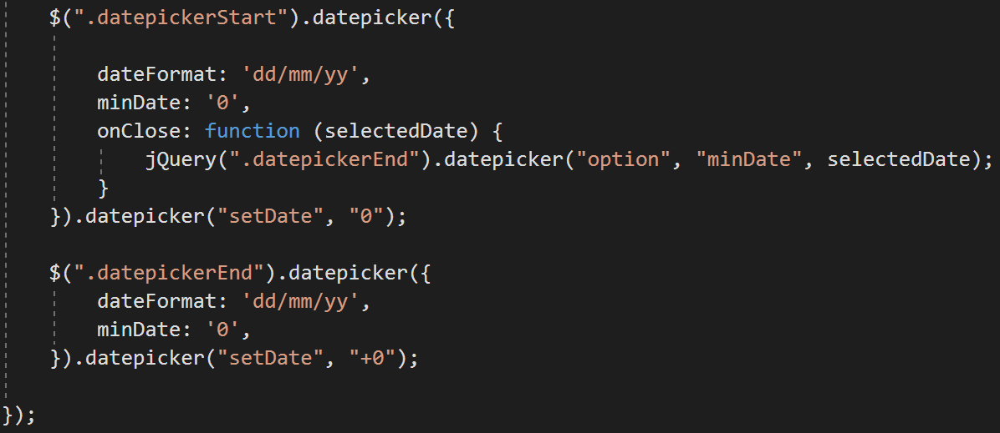 $(".datepickerStart").datepicker({
dateFormat: 'dd/mm/yy',
minDate: '0',
onClose: function (selectedDate) {
jQuery(".datepickerEnd").datepicker("option", "minDate", selectedDate);
}
}).datepicker("setDate", "0");
$(".datepickerEnd").datepicker({
dateFormat: 'dd/mm/yy',
minDate: '0',
}).datepicker("setDate", "+0");
});